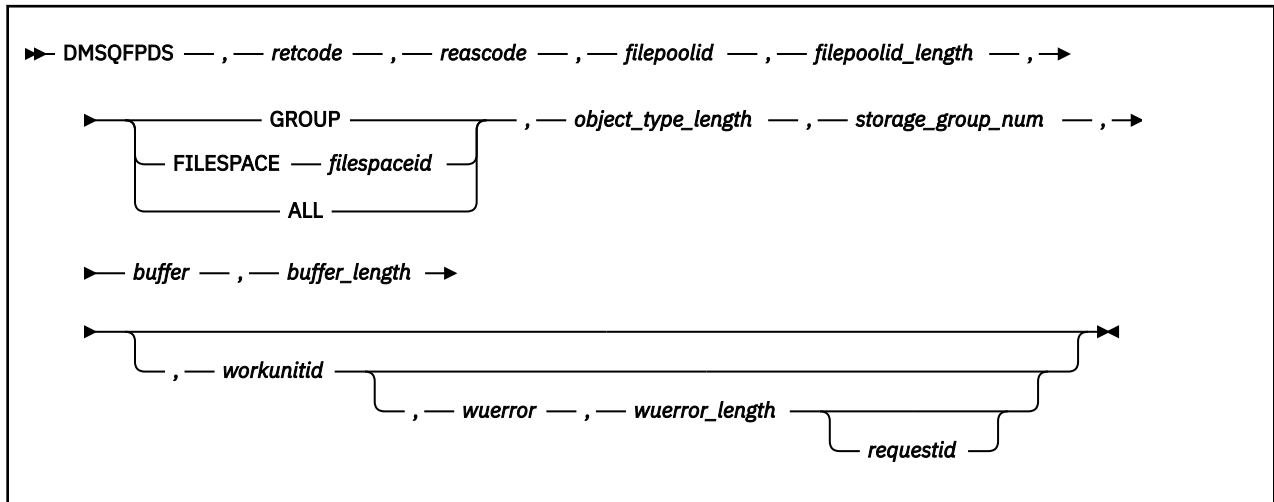 DMSQFPDS , retcode , reascode , filepoolid , filepoolid_length ,
GROUP , object_type_length , storage_group_num ,
FILESPACE filespaceid
ALL
buffer , buffer_length
, workunitid
, wuerror , wuerror_length
requestid